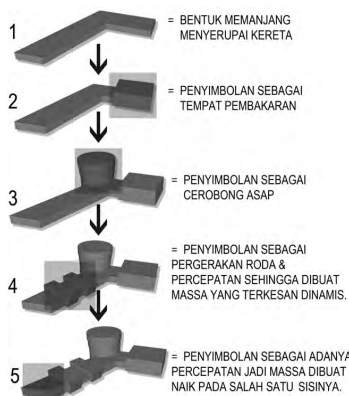 1
= BENTUK MEMANJANG
MENYERUPAI KERETA
2
= PENYIMBOLAN SEBAGAI
TEMPAT PEMBAKARAN
3
= PENYIMBOLAN SEBAGAI
CEROBONG ASAP
4
= PENYIMBOLAN SEBAGAI
PERGERAKAN RODA &
PERCEPATAN SEHINGGA DIBUAT
MASSA YANG TERKESAN DINAMIS.
5
= PENYIMBOLAN SEBAGAI ADANYA
PERCEPATAN JADI MASSA DIBUAT
NAIK PADA SALAH SATU SISINYA.